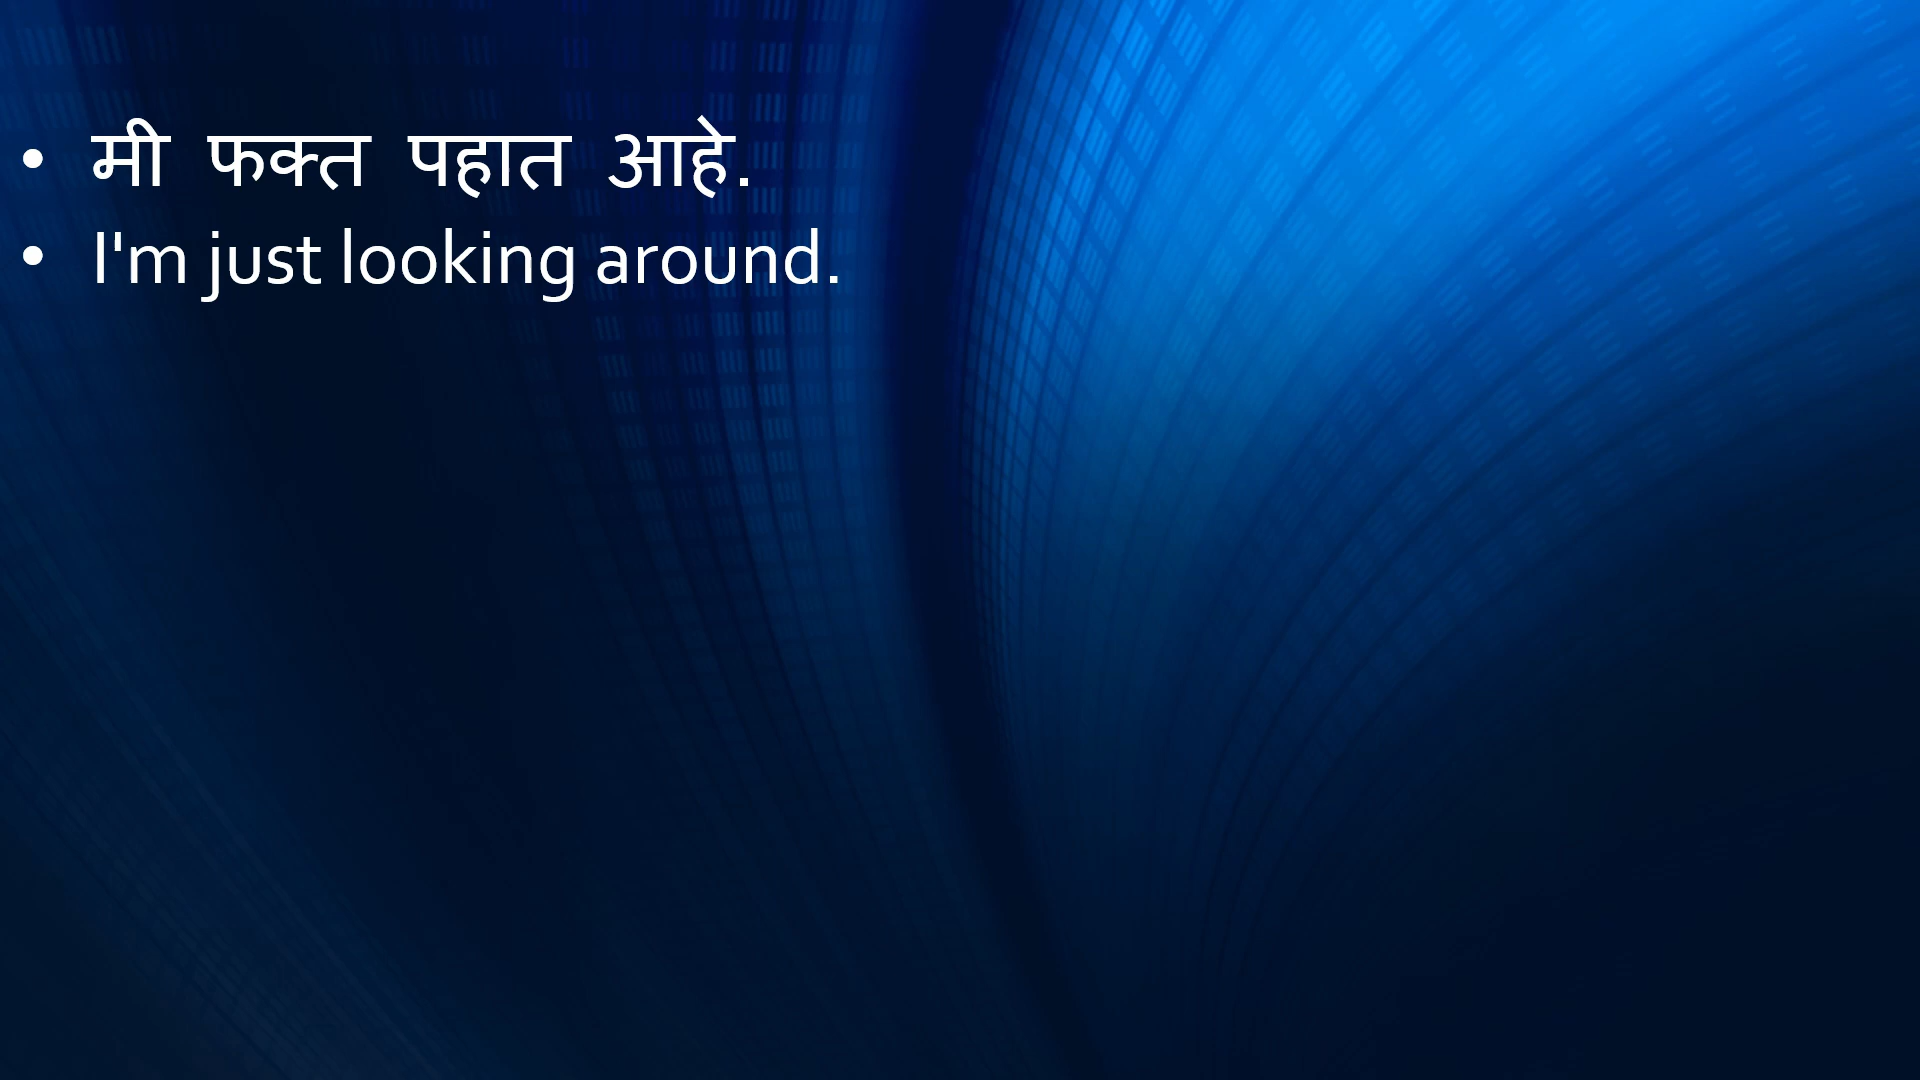 • मी फक्त पहात आहे.
• I'm just looking around.